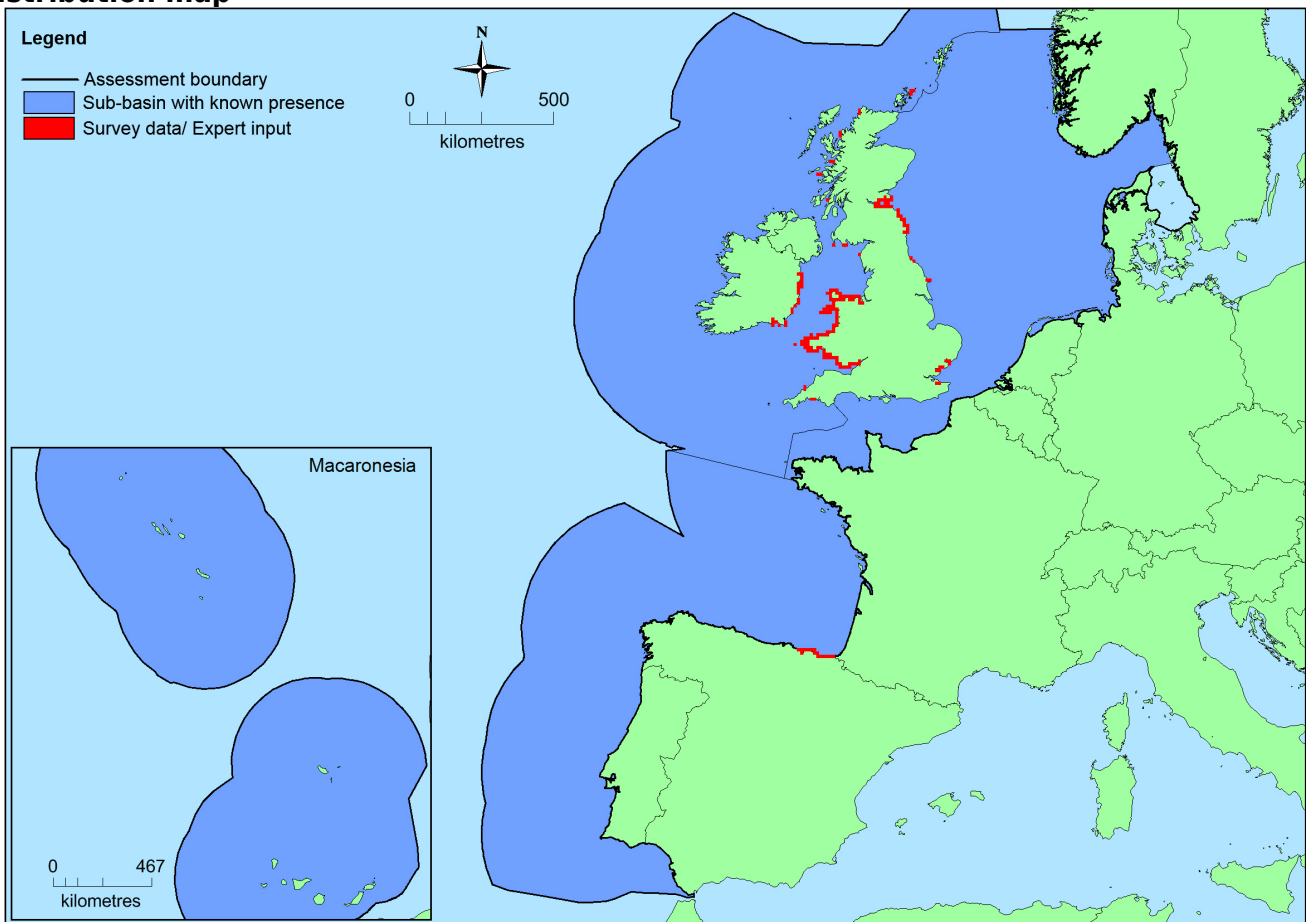 Legend
Assessment boundary
Sub-basin with known presence
Survey data/ Expert input
N
0 500
kilometres
Macaronesia
0 467
kilometres